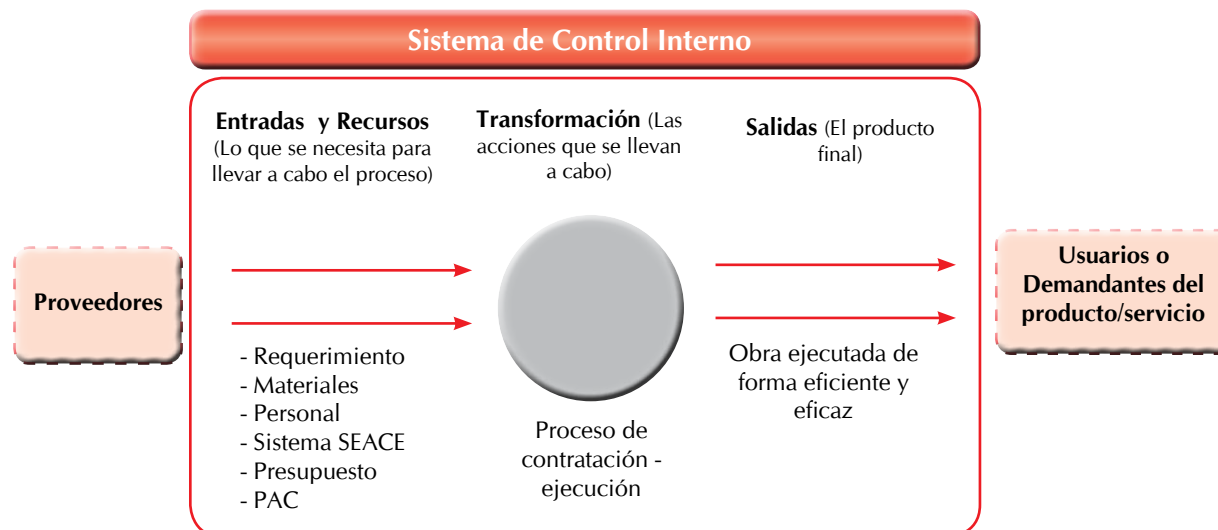 Sistema de Control Interno
Entradas y Recursos
(Lo que se necesita para
llevar a cabo el proceso)
Transformación (Las
acciones que se llevan
a cabo)
Salidas (El producto
final)
Proveedores
- Requerimiento
- Materiales
- Personal
- Sistema SEACE
- Presupuesto
- PAC
Proceso de
contratación -
ejecución
Obra ejecutada de
forma eficiente y
eficaz
Usuarios o
Demandantes del
producto/servicio